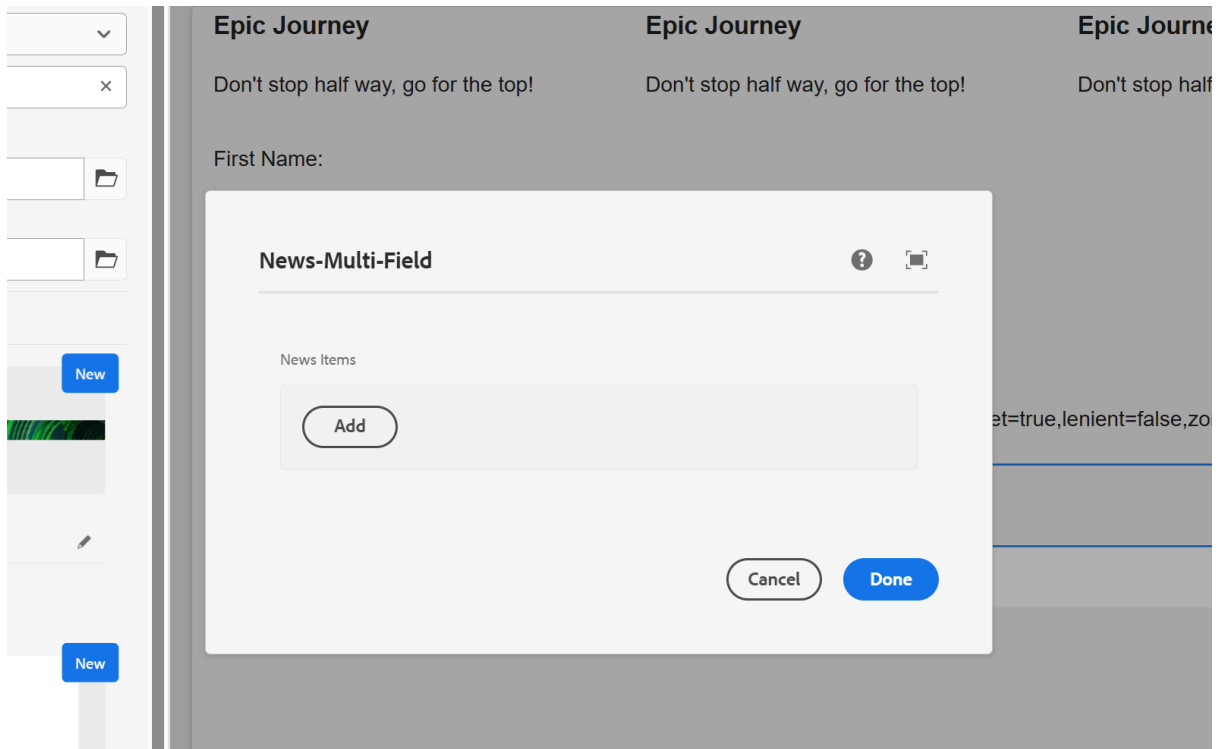 Epic Journey
Epic Journey
Epic Journe
Don't stop half way, go for the top!
Don't stop half way, go for the top!
Don't stop half
First Name:
News-Multi-Field
News Items
New
Add
et=true,lenient=false,zo
Cancel
Done
New